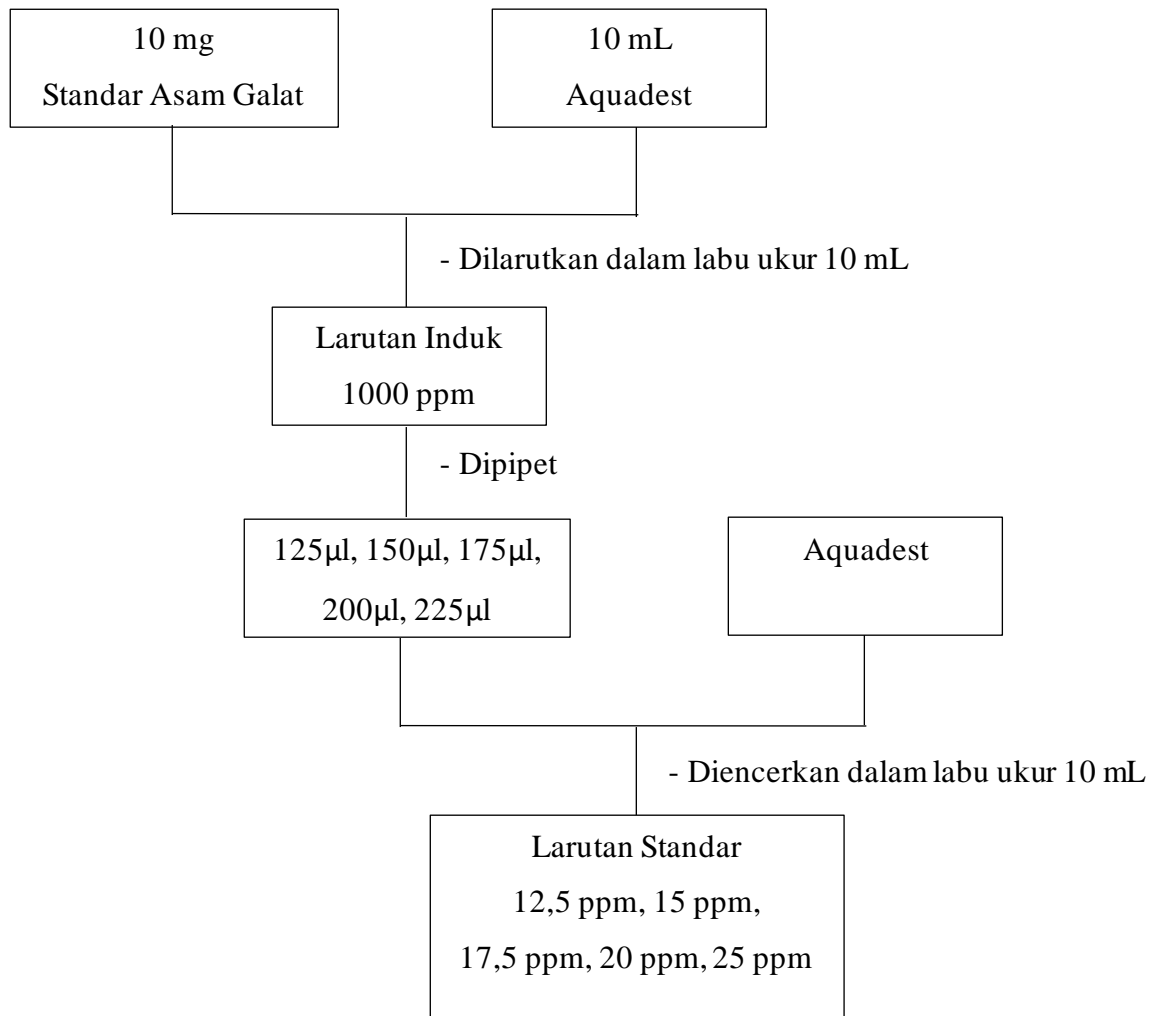 10 mg
Standar Asam Galat
10 mL
Aquadest
- Dilarutkan dalam labu ukur 10 mL
Larutan Induk
1000 ppm
- Dipipet
125µl, 150µl, 175µl,
200µl, 225µl
Aquadest
- Diencerkan dalam labu ukur 10 mL
Larutan Standar
12,5 ppm, 15 ppm,
17,5 ppm, 20 ppm, 25 ppm